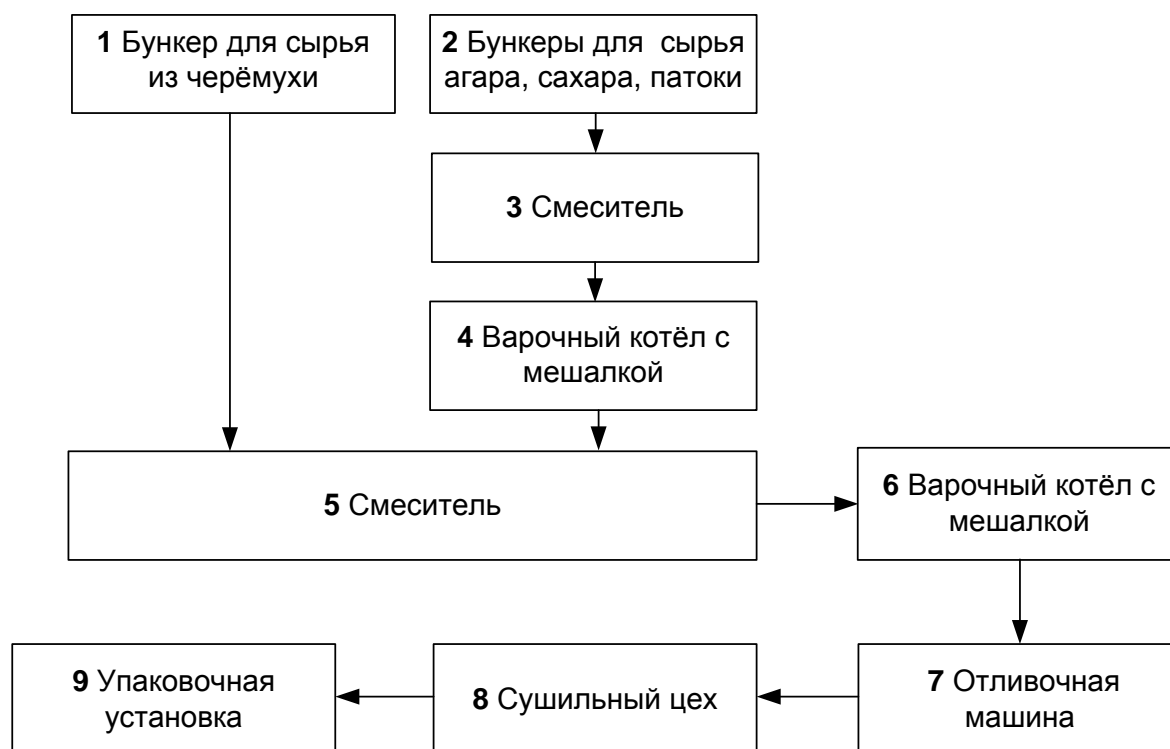 1 Бункер для сырья
из черёмухи
2 Бункеры для сырья
агара, сахара, патоки
3 Смеситель
4 Варочный котёл с
мешалкой
5 Смеситель
6 Варочный котёл с
мешалкой
7 Отливочная
машина
8 Сушильный цех
9 Упаковочная
установка